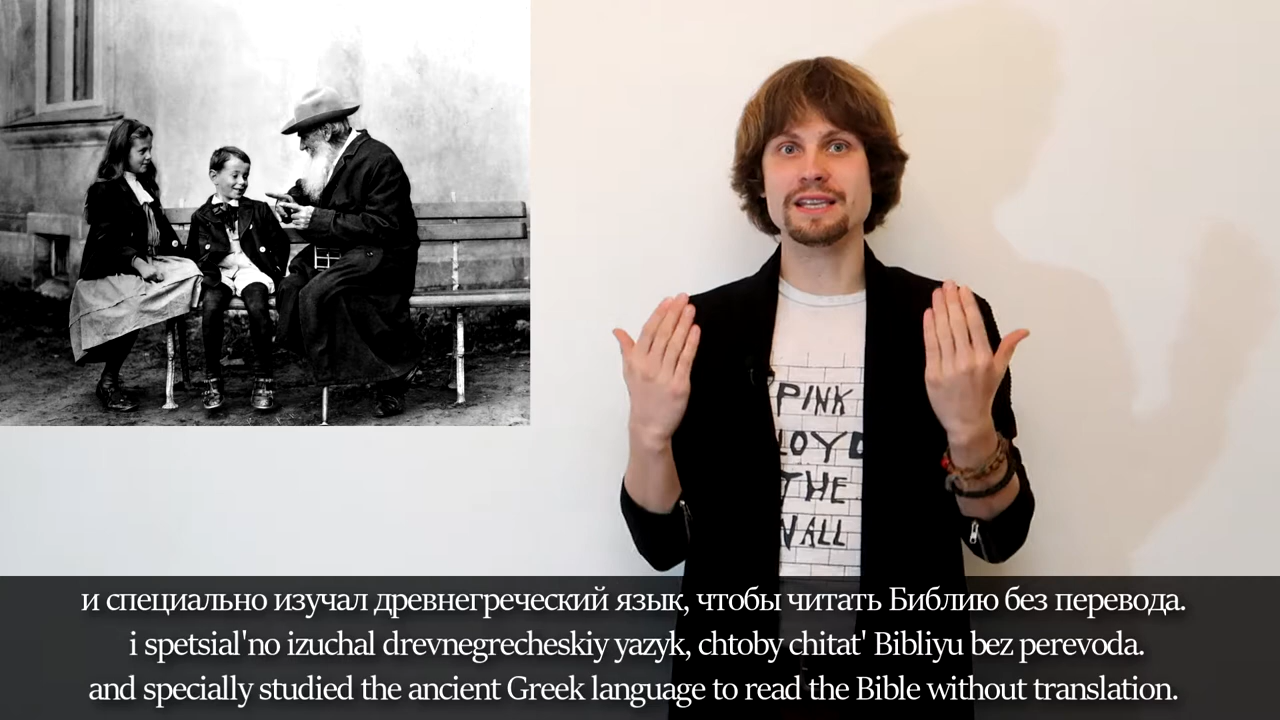 PINK
LOYD
THE
WALL
и специально изучал древнегреческий язык, чтобы читать Библию без перевода.
i spetsial'no izuchal drevnegrecheskiy yazyk, chtoby chitat' Bibliyu bez perevoda.
and specially studied the ancient Greek language to read the Bible without translation.